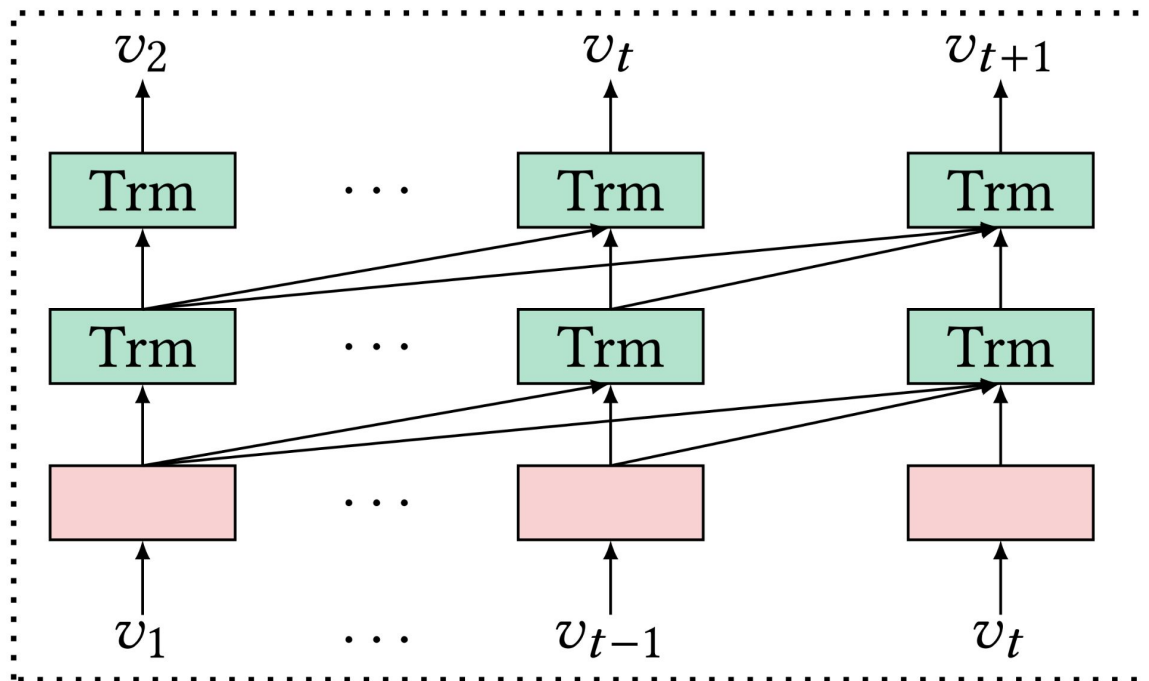 v₂ vₜ vₜ₊₁
Trm ... Trm Trm
Trm ... Trm Trm
...
v₁ ... vₜ₋₁ vₜ